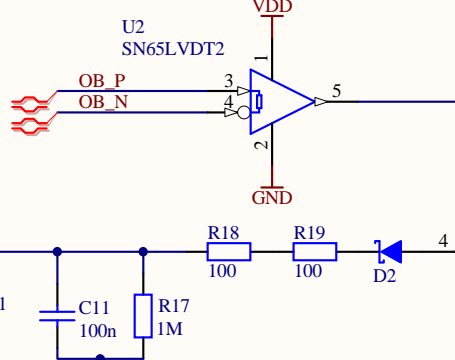 VDD
U2
SN65LVDT2
1
OB_P
3
5
OB_N
4
2
GND
R18
R19
4
100
100
D2
1
C11
R17
100n
1M